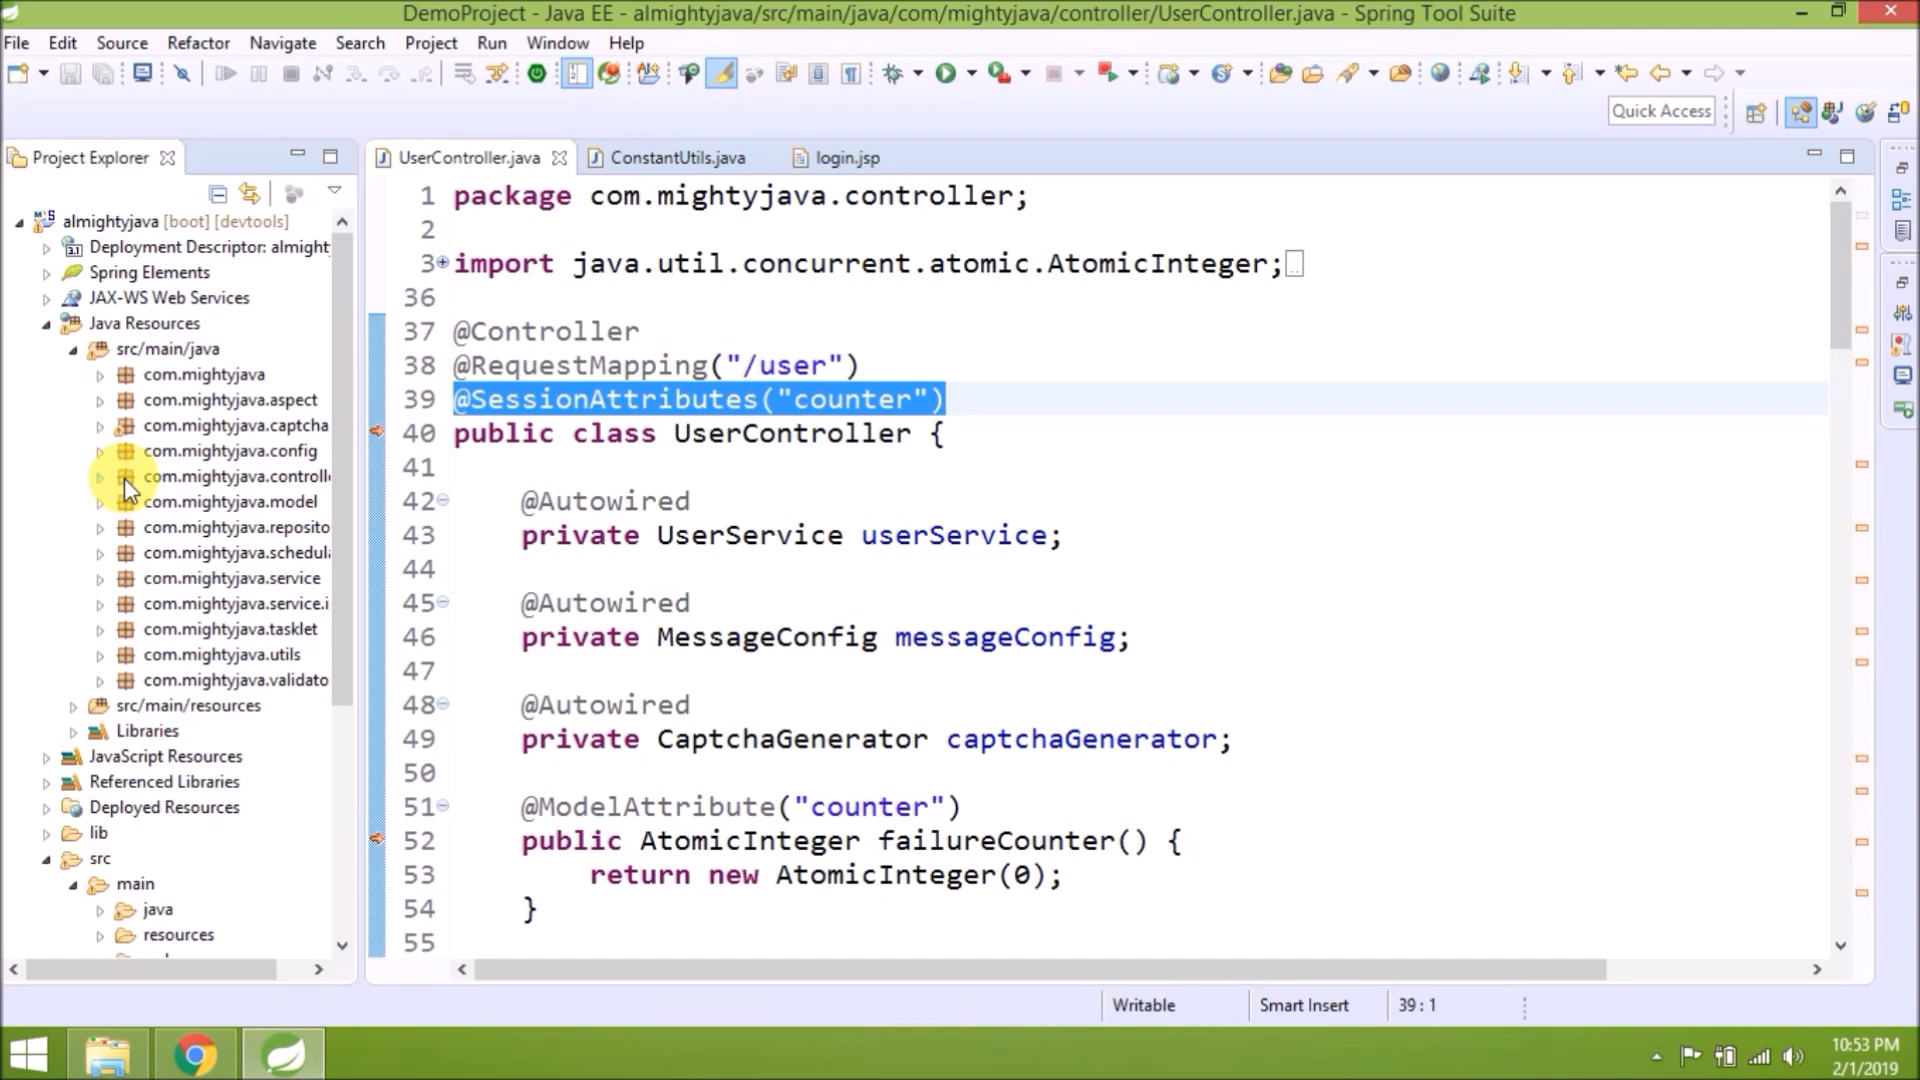 DemoProject - Java EE - almightyjava/src/main/java/com/mightyjava/controller/UserController.java - Spring Tool Suite
File Edit Source Refactor Navigate Search Project Run Window Help
Quick Access
Project Explorer
almightyjava [boot] [devtools]
Deployment Descriptor: almight
Spring Elements
JAX-WS Web Services
Java Resources
src/main/java
com.mightyjava
com.mightyjava.aspect
com.mightyjava.captcha
com.mightyjava.config
com.mightyjava.controll
com.mightyjava.model
com.mightyjava.reposito
com.mightyjava.schedul
com.mightyjava.service
com.mightyjava.service.i
com.mightyjava.tasklet
com.mightyjava.utils
com.mightyjava.validato
src/main/resources
Libraries
JavaScript Resources
Referenced Libraries
Deployed Resources
lib
src
main
java
resources
UserController.java ConstantUtils.java login.jsp
1 package com.mightyjava.controller;
2
3 import java.util.concurrent.atomic.AtomicInteger;
36
37 @Controller
38 @RequestMapping("/user")
39 @SessionAttributes("counter")
40 public class UserController {
41
42 @Autowired
43 private UserService userService;
44
45 @Autowired
46 private MessageConfig messageConfig;
47
48 @Autowired
49 private CaptchaGenerator captchaGenerator;
50
51 @ModelAttribute("counter")
52 public AtomicInteger failureCounter() {
53 return new AtomicInteger(0);
54 }
55
Writable Smart Insert 39 : 1
10:53 PM
2/1/2019